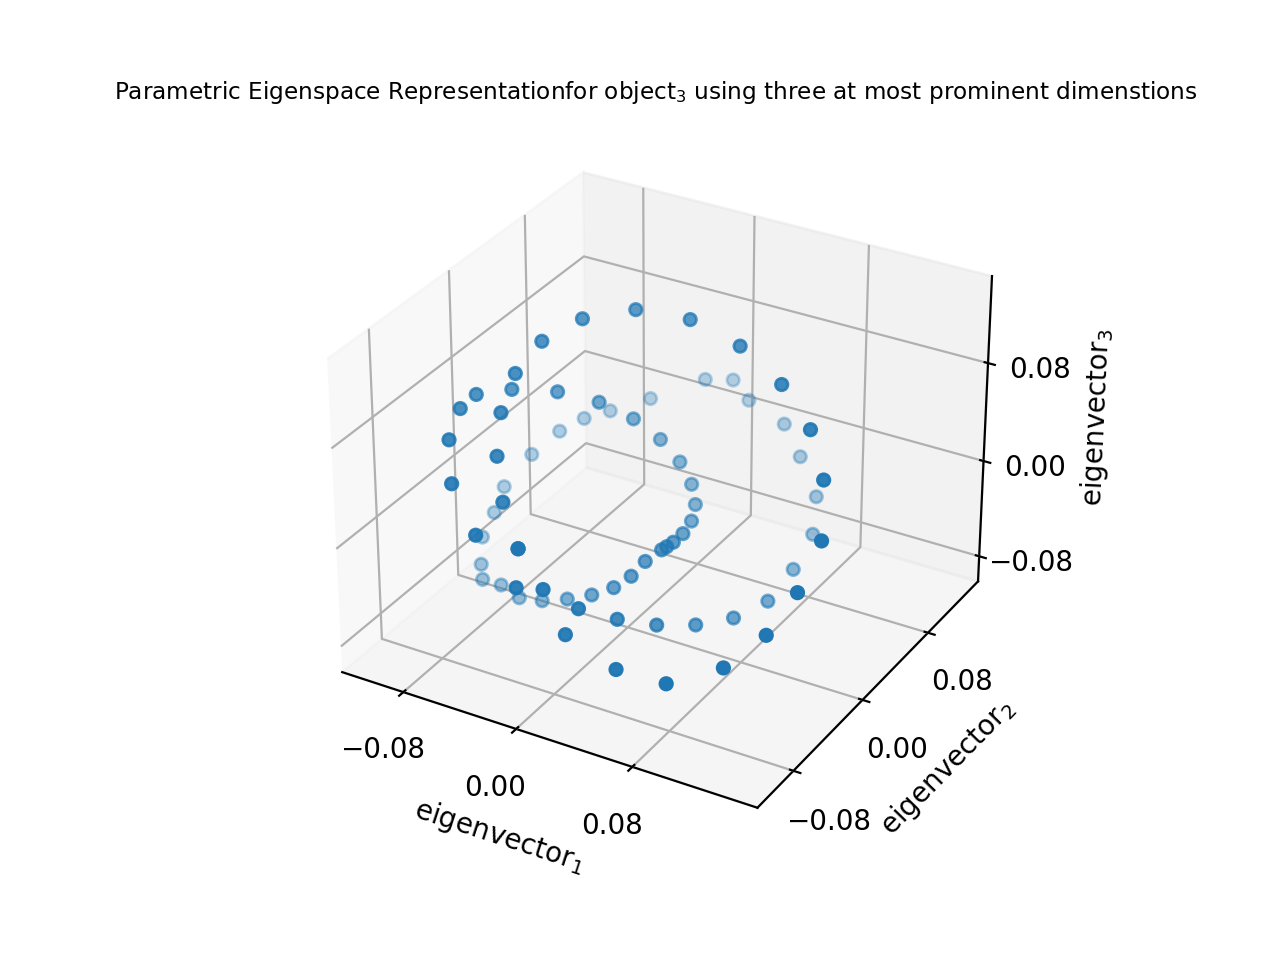 Parametric Eigenspace Representationfor object₃ using three at most prominent dimenstions
0.08
0.00
−0.08
eigenvector₃
0.08
0.00
−0.08
eigenvector₂
−0.08
0.00
0.08
eigenvector₁